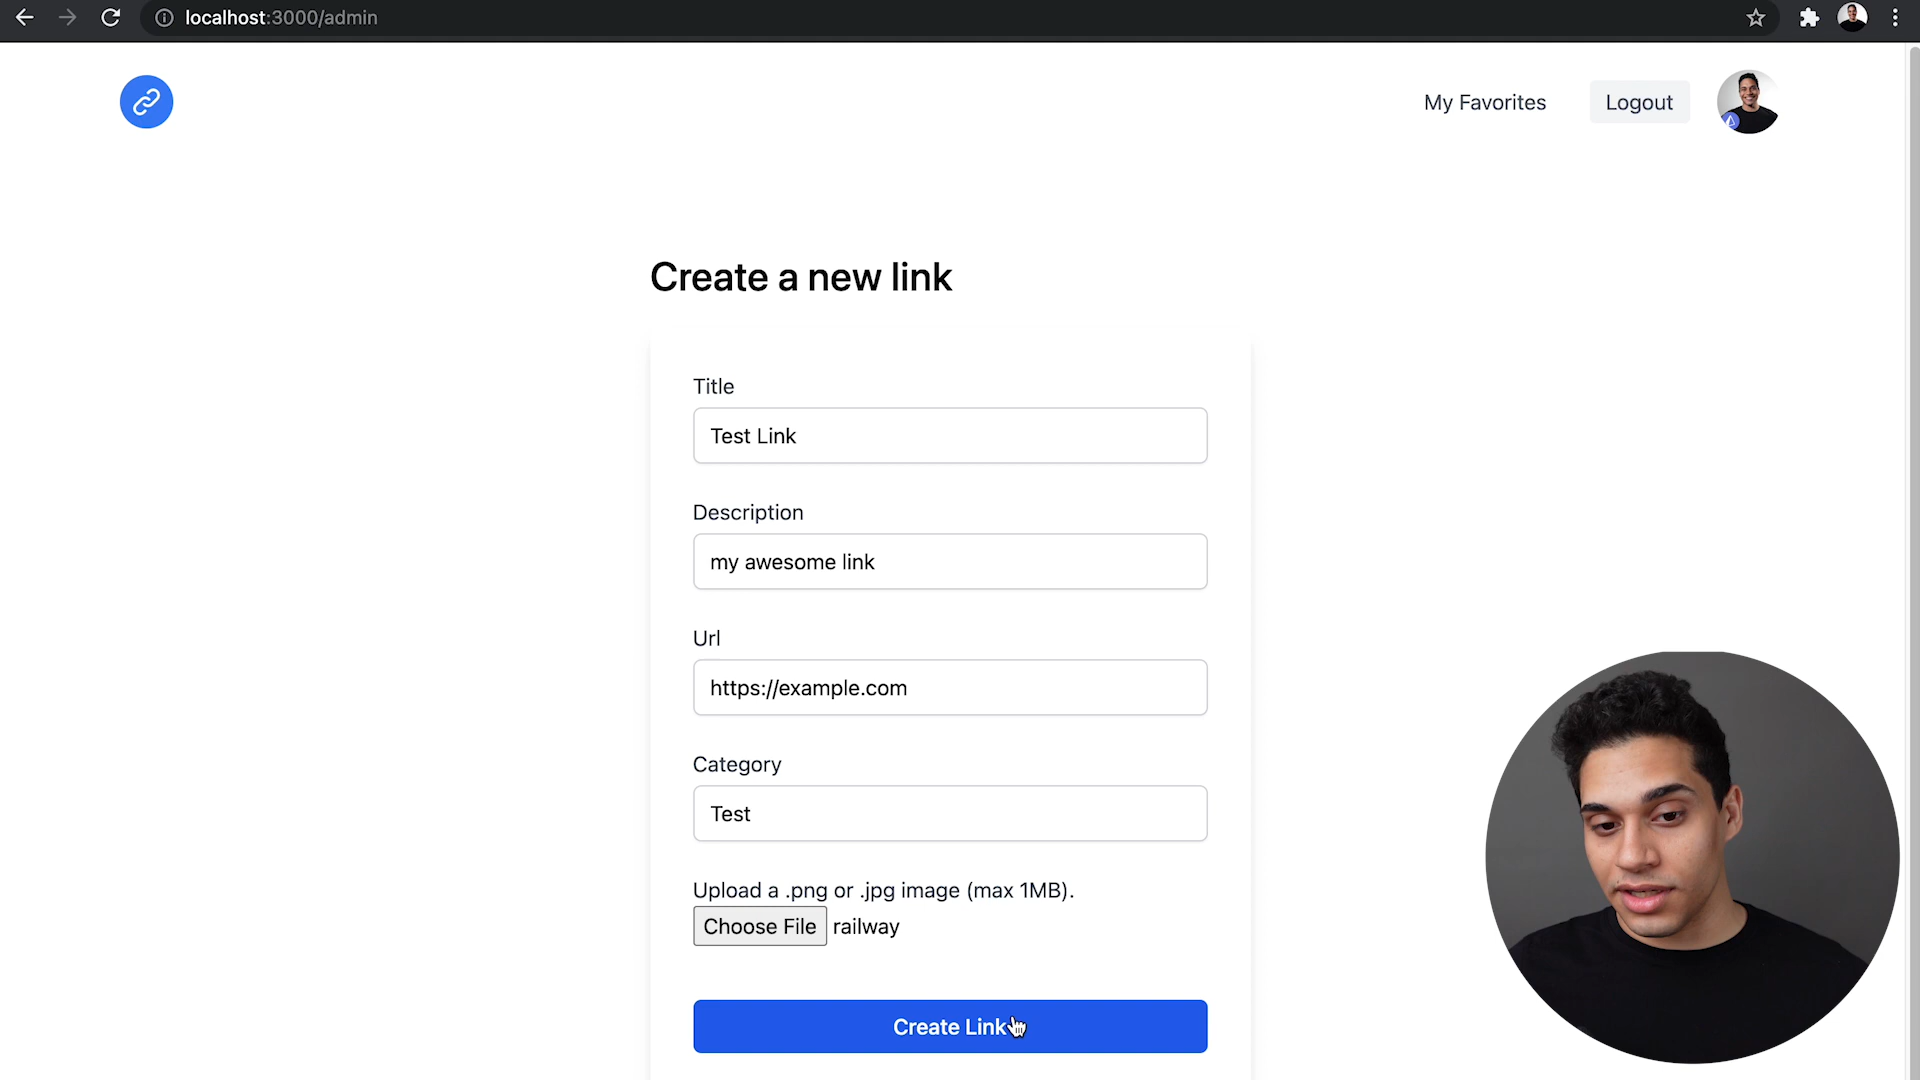 localhost:3000/admin
My Favorites
Logout
Create a new link
Title
Test Link
Description
my awesome link
Url
https://example.com
Category
Test
Upload a .png or .jpg image (max 1MB).
Choose File railway
Create Link